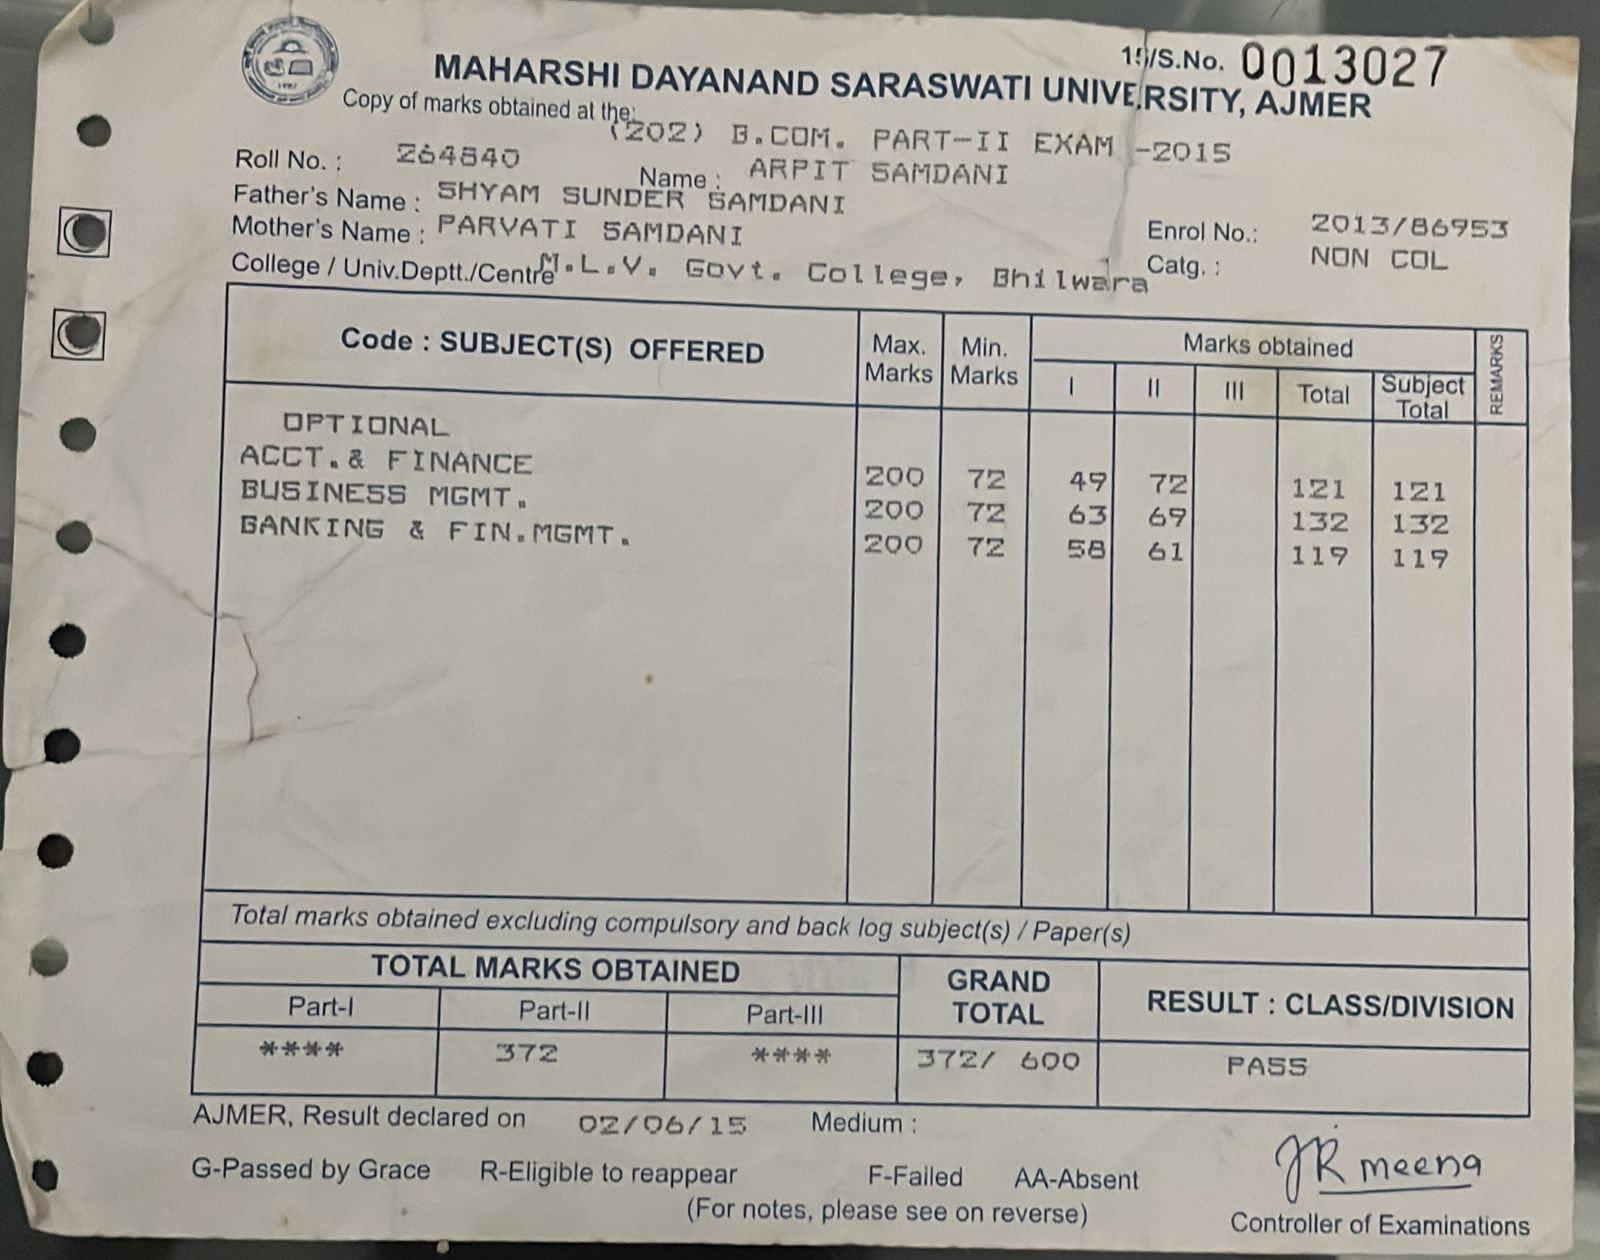 15/S.No. 0013027
MAHARSHI DAYANAND SARASWATI UNIVERSITY, AJMER
Copy of marks obtained at the:
(202) B.COM. PART-II EXAM -2015
Roll No. : 264840 Name : ARPIT SAMDANI
Father's Name : SHYAM SUNDER SAMDANI
Mother's Name : PARVATI SAMDANI Enrol No.: 2013/86953
College / Univ.Deptt./Centre M.L.V. Govt. College, Bhilwara Catg. : NON COL
Code : SUBJECT(S) OFFERED Max. Marks Min. Marks Marks obtained REMARKS
I II III Total Subject Total
OPTIONAL
ACCT.& FINANCE 200 72 49 72 121 121
BUSINESS MGMT. 200 72 63 69 132 132
BANKING & FIN.MGMT. 200 72 58 61 119 119
Total marks obtained excluding compulsory and back log subject(s) / Paper(s)
TOTAL MARKS OBTAINED GRAND TOTAL RESULT : CLASS/DIVISION
Part-I Part-II Part-III
**** 372 **** 372/ 600 PASS
AJMER, Result declared on 02/06/15 Medium :
G-Passed by Grace R-Eligible to reappear F-Failed AA-Absent
JR meena
(For notes, please see on reverse)
Controller of Examinations